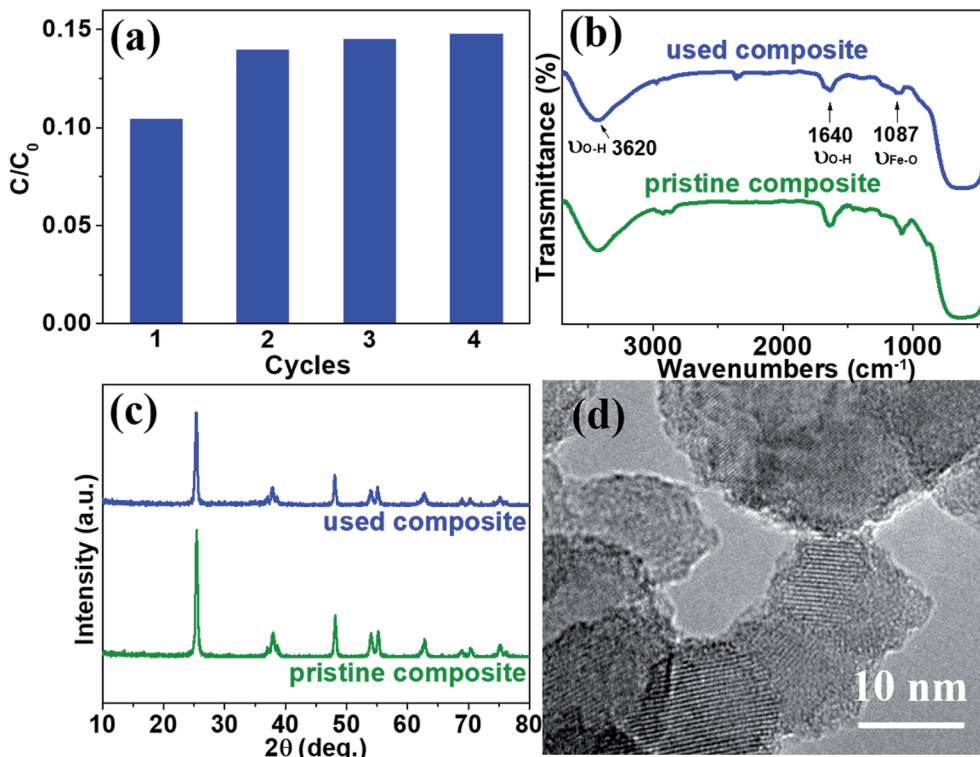 (a)
0.15
0.10
0.05
0.00
C/C₀
1 2 3 4
Cycles
(b)
used composite
υO-H 3620
1640
υO-H
1087
υFe-O
pristine composite
Transmittance (%)
3000 2000 1000
Wavenumbers (cm⁻¹)
(c)
used composite
pristine composite
Intensity (a.u.)
10 20 30 40 50 60 70 80
2θ (deg.)
(d)
10 nm